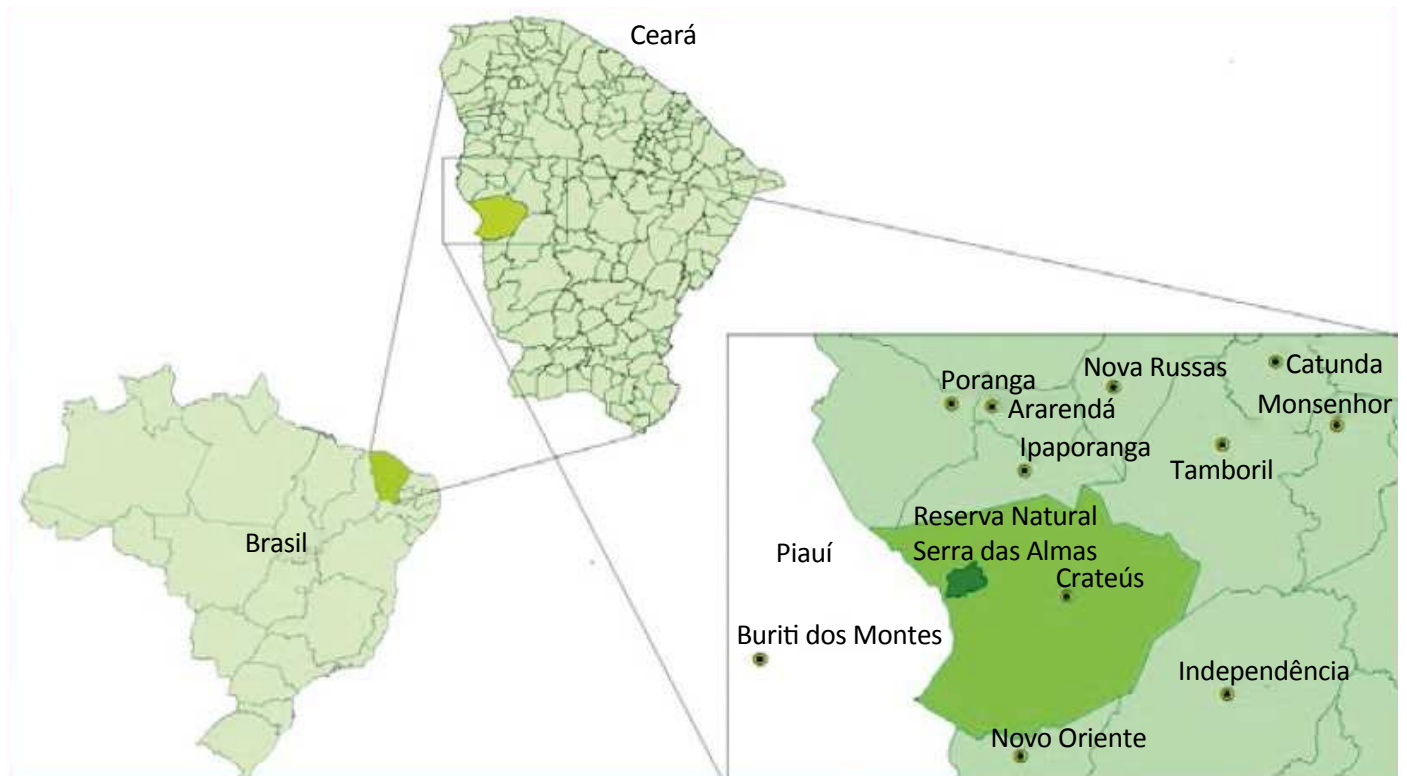 Ceará
Brasil
Nova Russas
Catunda
Poranga
Ararendá
Monsenhor
Ipaporanga
Tamboril
Reserva Natural
Serra das Almas
Piauí
Crateús
Buriti dos Montes
Independência
Novo Oriente